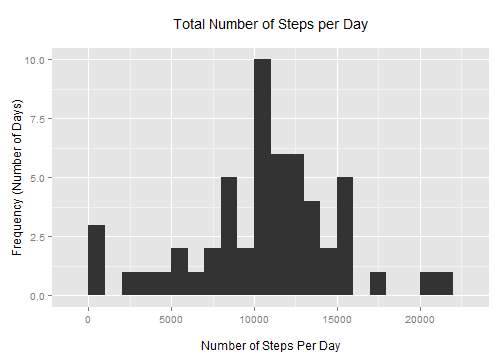 Total Number of Steps per Day
Frequency (Number of Days)
10.0
7.5
5.0
2.5
0.0
0 5000 10000 15000 20000
Number of Steps Per Day